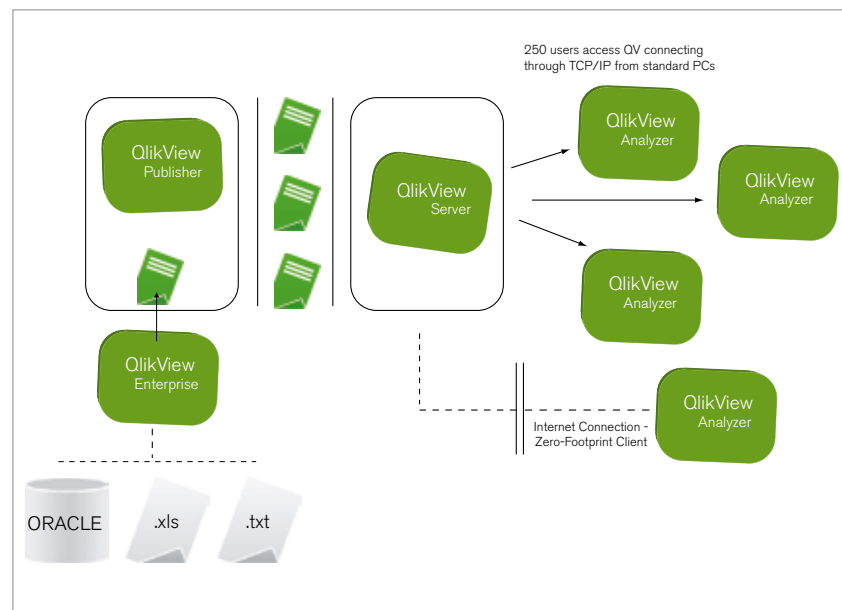 250 users access QV connecting
through TCP/IP from standard PCs
QlikView
Publisher
QlikView
Server
QlikView
Analyzer
QlikView
Analyzer
QlikView
Analyzer
QlikView
Enterprise
QlikView
Analyzer
Internet Connection -
Zero-Footprint Client
ORACLE
.xls
.txt